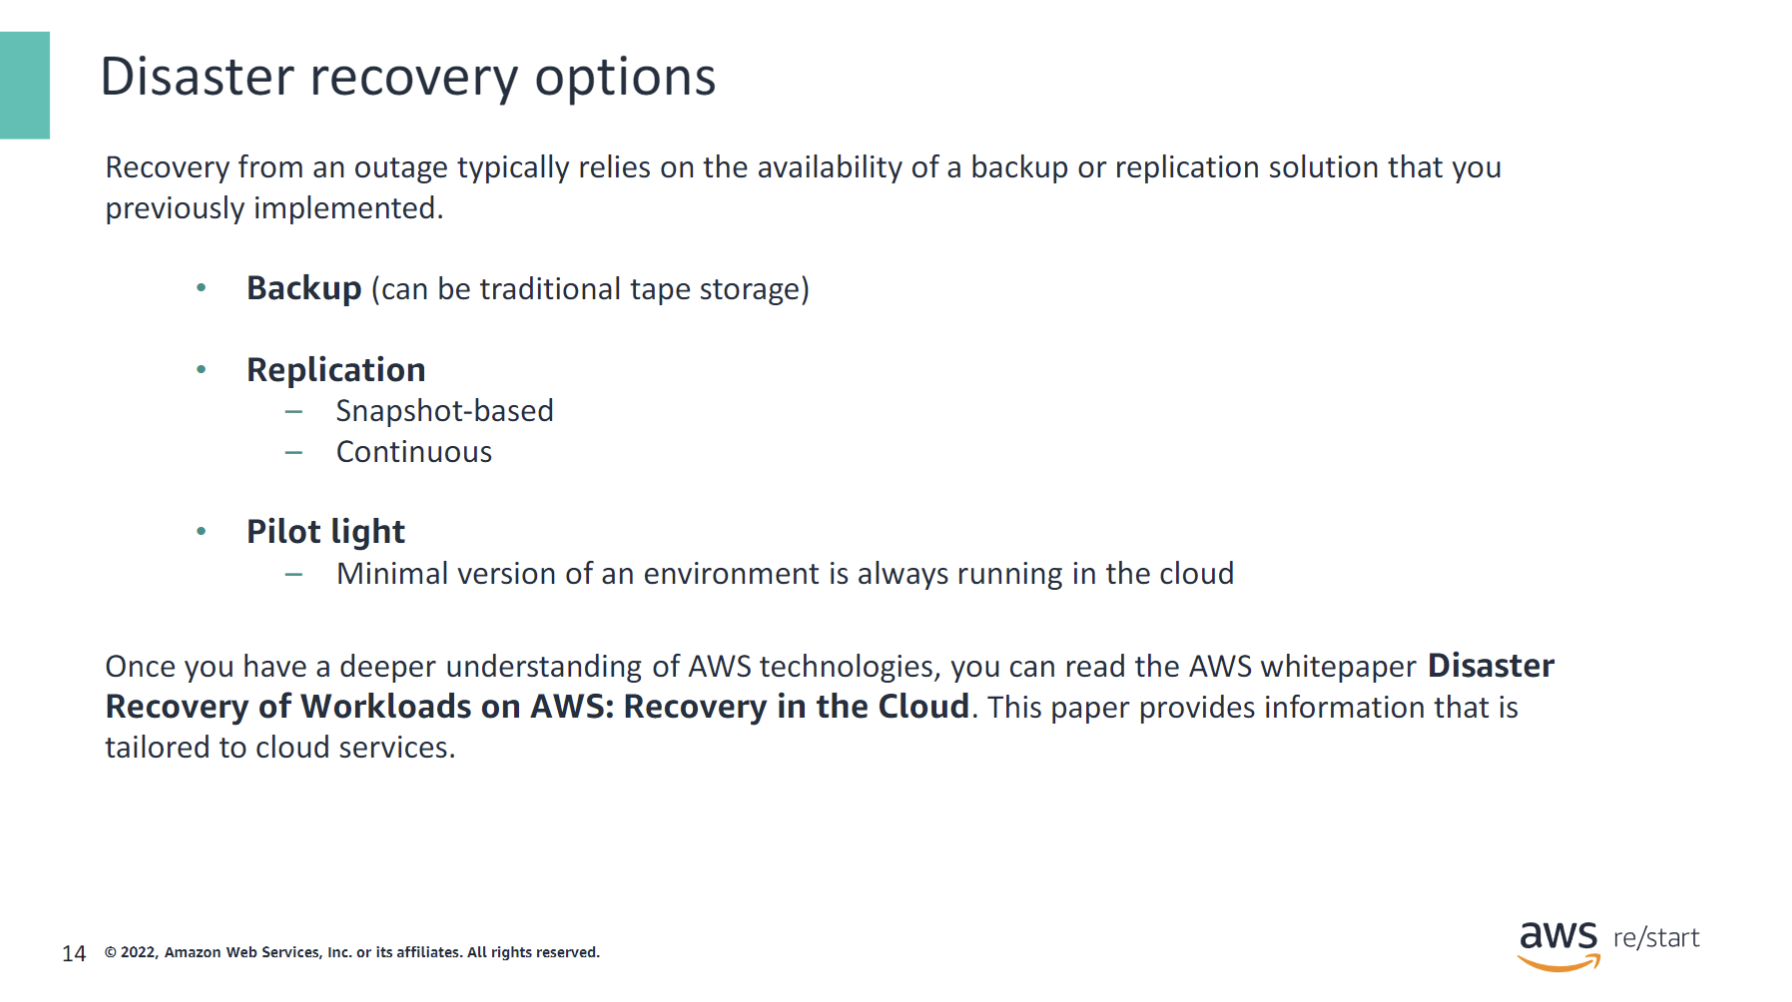 Disaster recovery options
Recovery from an outage typically relies on the availability of a backup or replication solution that you
previously implemented.
• Backup (can be traditional tape storage)
• Replication
– Snapshot-based
– Continuous
• Pilot light
– Minimal version of an environment is always running in the cloud
Once you have a deeper understanding of AWS technologies, you can read the AWS whitepaper Disaster
Recovery of Workloads on AWS: Recovery in the Cloud. This paper provides information that is
tailored to cloud services.
14 © 2022, Amazon Web Services, Inc. or its affiliates. All rights reserved.
aws re/start